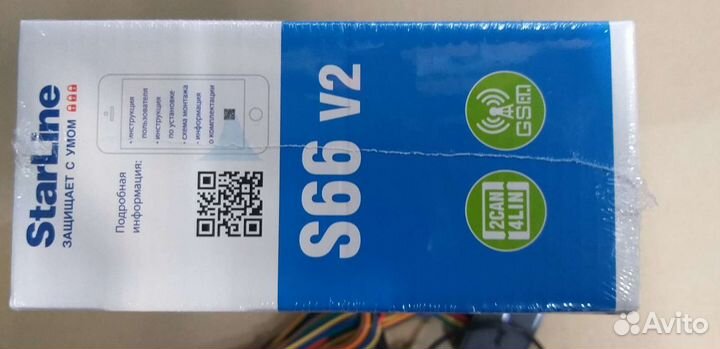 StarLine
ЗАЩИЩАЕТ С УМОМ
• инструкция
пользователя
• инструкция
по установке
• схема монтажа
• информация
о комплектации
Подробная
информация:
S66 v2
GSM
2CAN
4LIN
Avito